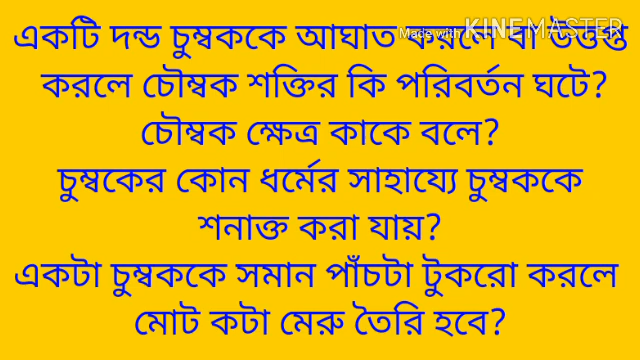 একটি দন্ড চুম্বককে আঘাত করলে বা উত্তপ্ত
Made with KINEMASTER
করলে চৌম্বক শক্তির কি পরিবর্তন ঘটে?
চৌম্বক ক্ষেত্র কাকে বলে?
চুম্বকের কোন ধর্মের সাহায্যে চুম্বককে
শনাক্ত করা যায়?
একটা চুম্বককে সমান পাঁচটা টুকরো করলে
মোট কটা মেরু তৈরি হবে?